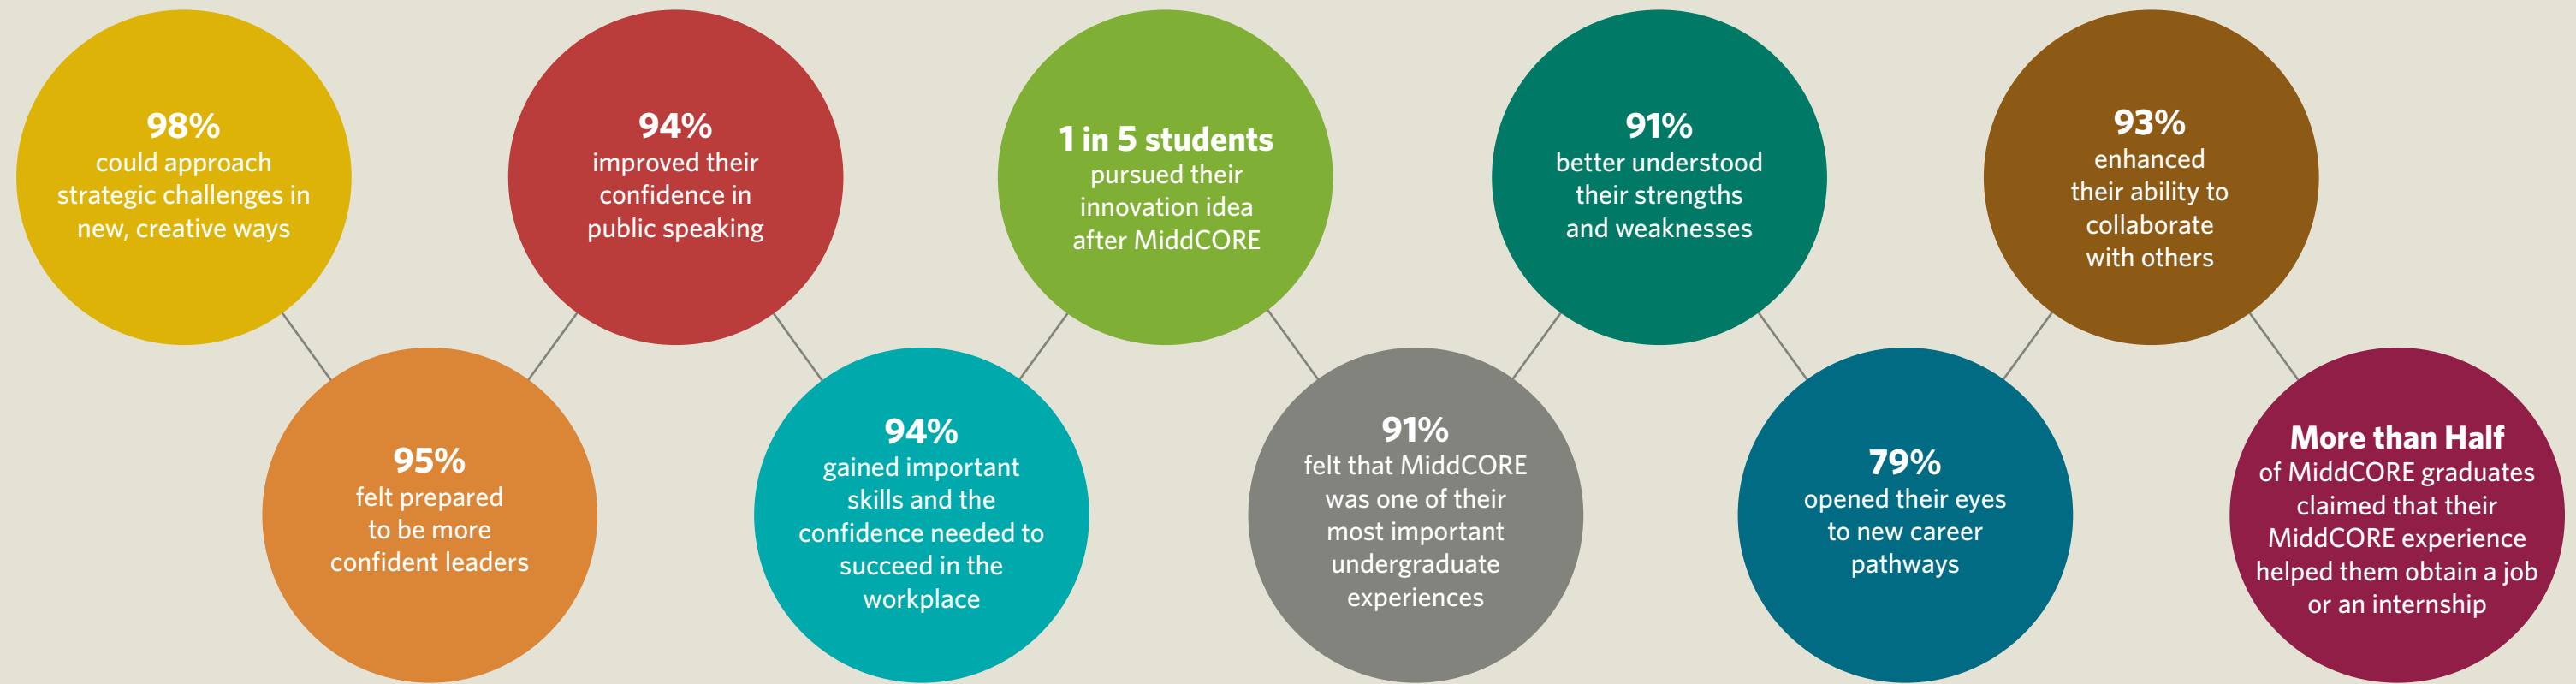 98%
could approach
strategic challenges in
new, creative ways
95%
felt prepared
to be more
confident leaders
94%
improved their
confidence in
public speaking
94%
gained important
skills and the
confidence needed to
succeed in the
workplace
1 in 5 students
pursued their
innovation idea
after MiddCORE
91%
felt that MiddCORE
was one of their
most important
undergraduate
experiences
91%
better understood
their strengths
and weaknesses
79%
opened their eyes
to new career
pathways
93%
enhanced
their ability to
collaborate
with others
More than Half
of MiddCORE graduates
claimed that their
MiddCORE experience
helped them obtain a job
or an internship